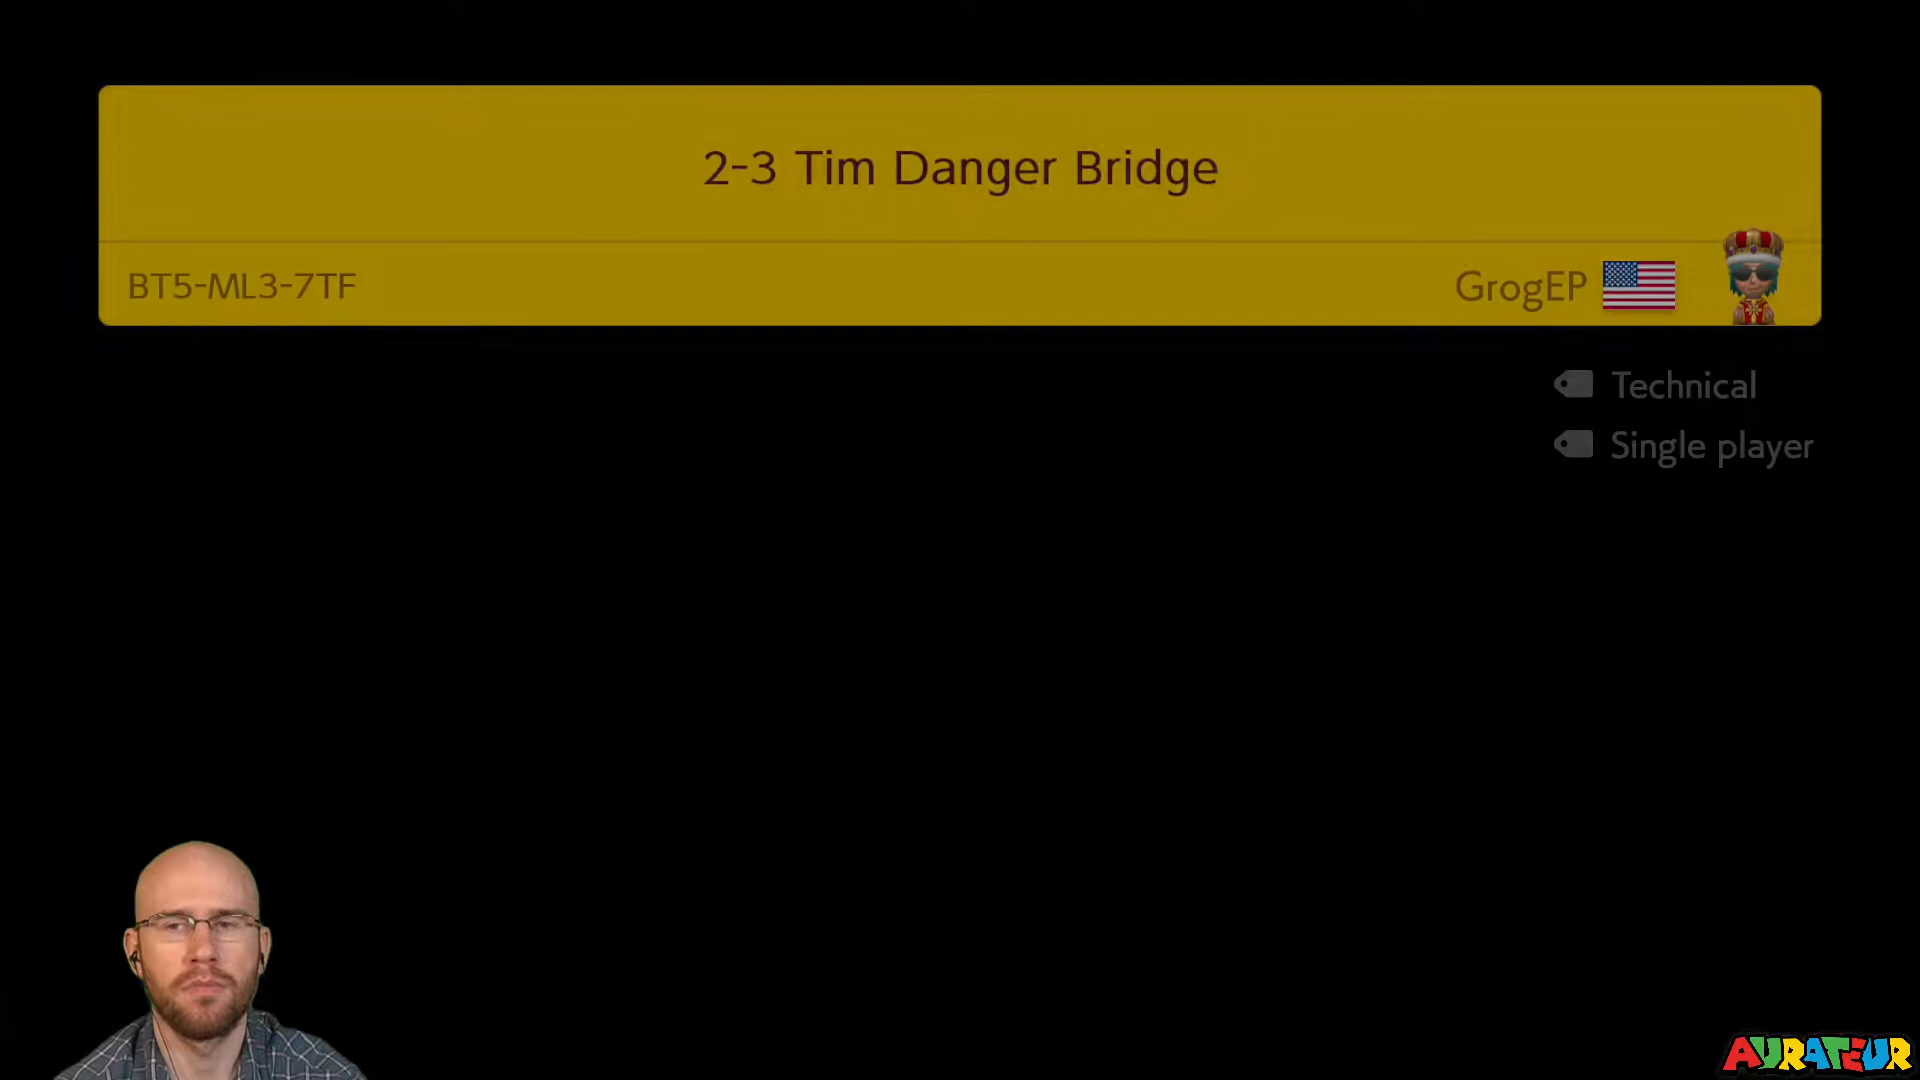 2-3 Tim Danger Bridge
BT5-ML3-7TF
GrogEP
Technical
Single player
AURATEUR